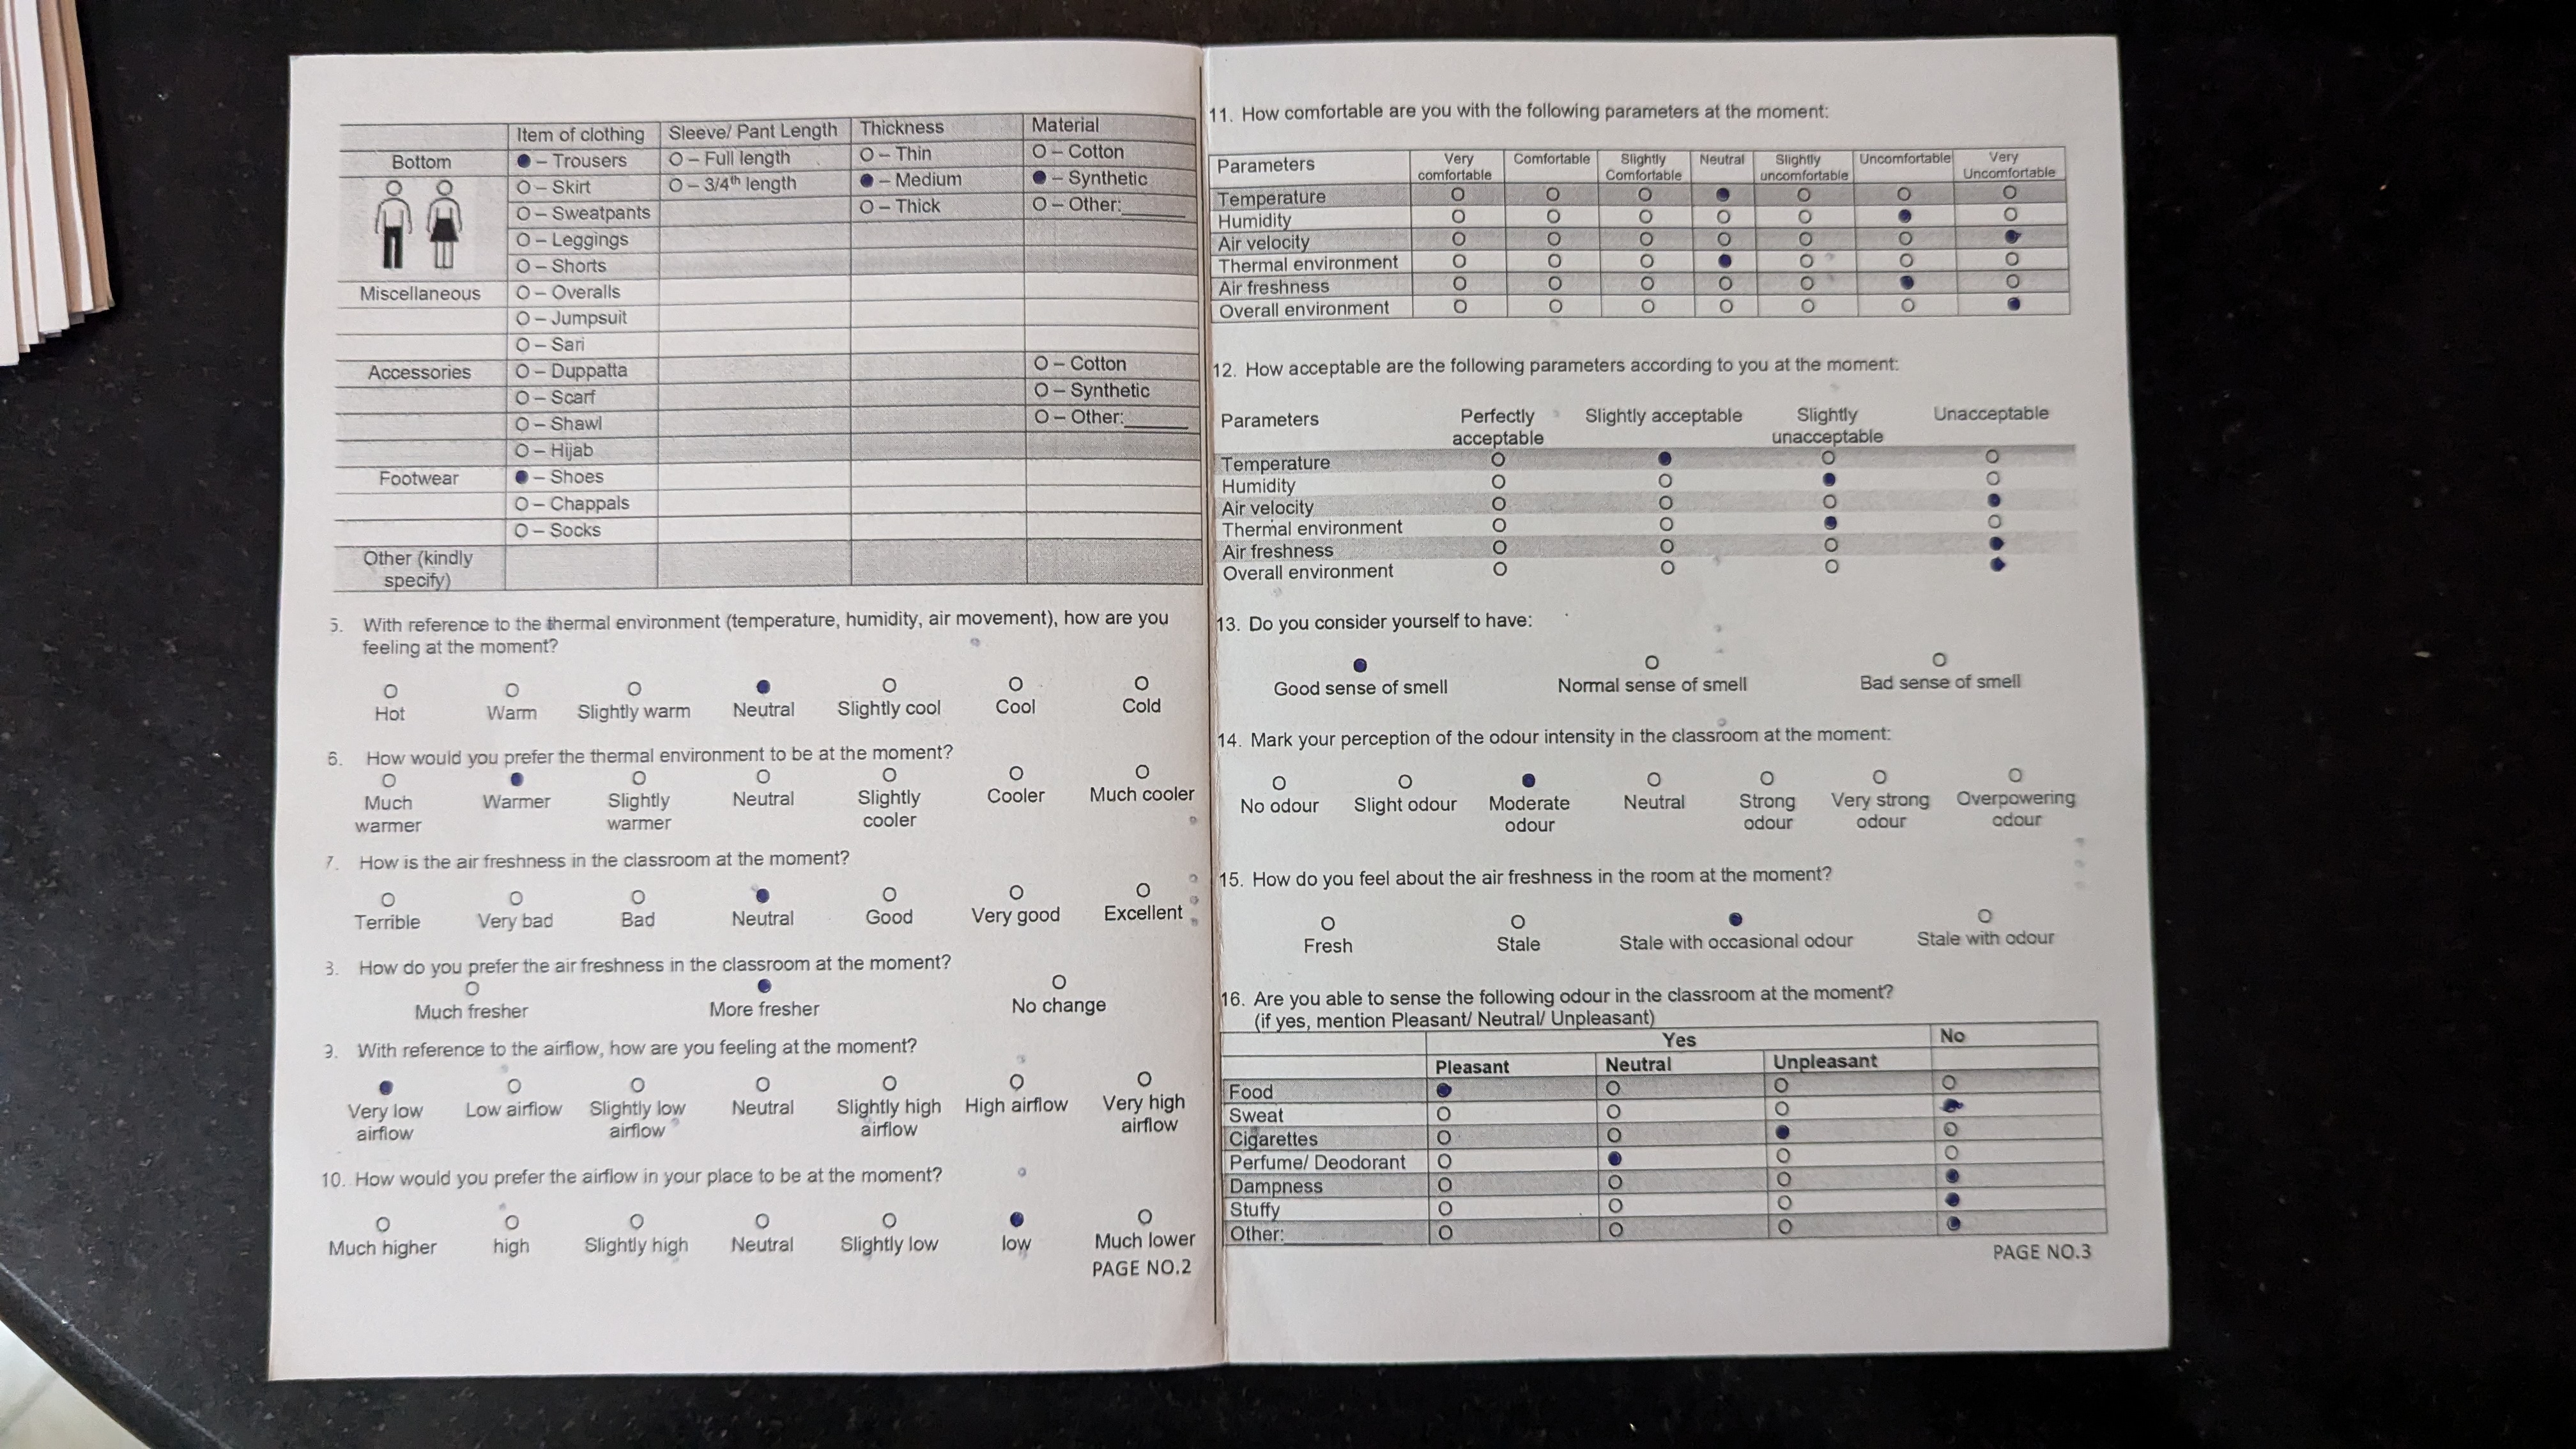 Item of clothing Sleeve/ Pant Length Thickness Material
Bottom ● – Trousers O – Full length O – Thin O – Cotton
O – Skirt O – 3/4th length ● – Medium ● – Synthetic
O – Sweatpants O – Thick O – Other:______
O – Leggings
O – Shorts
Miscellaneous O – Overalls
O – Jumpsuit
O – Sari
Accessories O – Duppatta O – Cotton
O – Scarf O – Synthetic
O – Shawl O – Other:______
O – Hijab
Footwear ● – Shoes
O – Chappals
O – Socks
Other (kindly
specify)
5. With reference to the thermal environment (temperature, humidity, air movement), how are you
feeling at the moment?
O O O ● O O O
Hot Warm Slightly warm Neutral Slightly cool Cool Cold
6. How would you prefer the thermal environment to be at the moment?
O ● O O O O O
Much Warmer Slightly Neutral Slightly Cooler Much cooler
warmer warmer cooler
7. How is the air freshness in the classroom at the moment?
O O O ● O O O
Terrible Very bad Bad Neutral Good Very good Excellent
8. How do you prefer the air freshness in the classroom at the moment?
O ● O
Much fresher More fresher No change
9. With reference to the airflow, how are you feeling at the moment?
● O O O O O O
Very low Low airflow Slightly low Neutral Slightly high High airflow Very high
airflow airflow airflow airflow
10. How would you prefer the airflow in your place to be at the moment?
O O O O O ● O
Much higher high Slightly high Neutral Slightly low low Much lower
PAGE NO.2
11. How comfortable are you with the following parameters at the moment:
Parameters Very Comfortable Slightly Neutral Slightly Uncomfortable Very
comfortable Comfortable uncomfortable Uncomfortable
Temperature O O O ● O O O
Humidity O O O O O ● O
Air velocity O O O O O O ●
Thermal environment O O O ● O O O
Air freshness O O O O O ● O
Overall environment O O O O O O ●
12. How acceptable are the following parameters according to you at the moment:
Parameters Perfectly Slightly acceptable Slightly Unacceptable
acceptable unacceptable
Temperature O ● O O
Humidity O O ● O
Air velocity O O O ●
Thermal environment O O ● O
Air freshness O O O ●
Overall environment O O O ●
13. Do you consider yourself to have:
● O O
Good sense of smell Normal sense of smell Bad sense of smell
14. Mark your perception of the odour intensity in the classroom at the moment:
O O ● O O O O
No odour Slight odour Moderate Neutral Strong Very strong Overpowering
odour odour odour odour
15. How do you feel about the air freshness in the room at the moment?
O O ● O
Fresh Stale Stale with occasional odour Stale with odour
16. Are you able to sense the following odour in the classroom at the moment?
(if yes, mention Pleasant/ Neutral/ Unpleasant)
Yes No
Pleasant Neutral Unpleasant
Food ● O O O
Sweat O O O ●
Cigarettes O O ● O
Perfume/ Deodorant O ● O O
Dampness O O O ●
Stuffy O O O ●
Other:________ O O O ●
PAGE NO.3